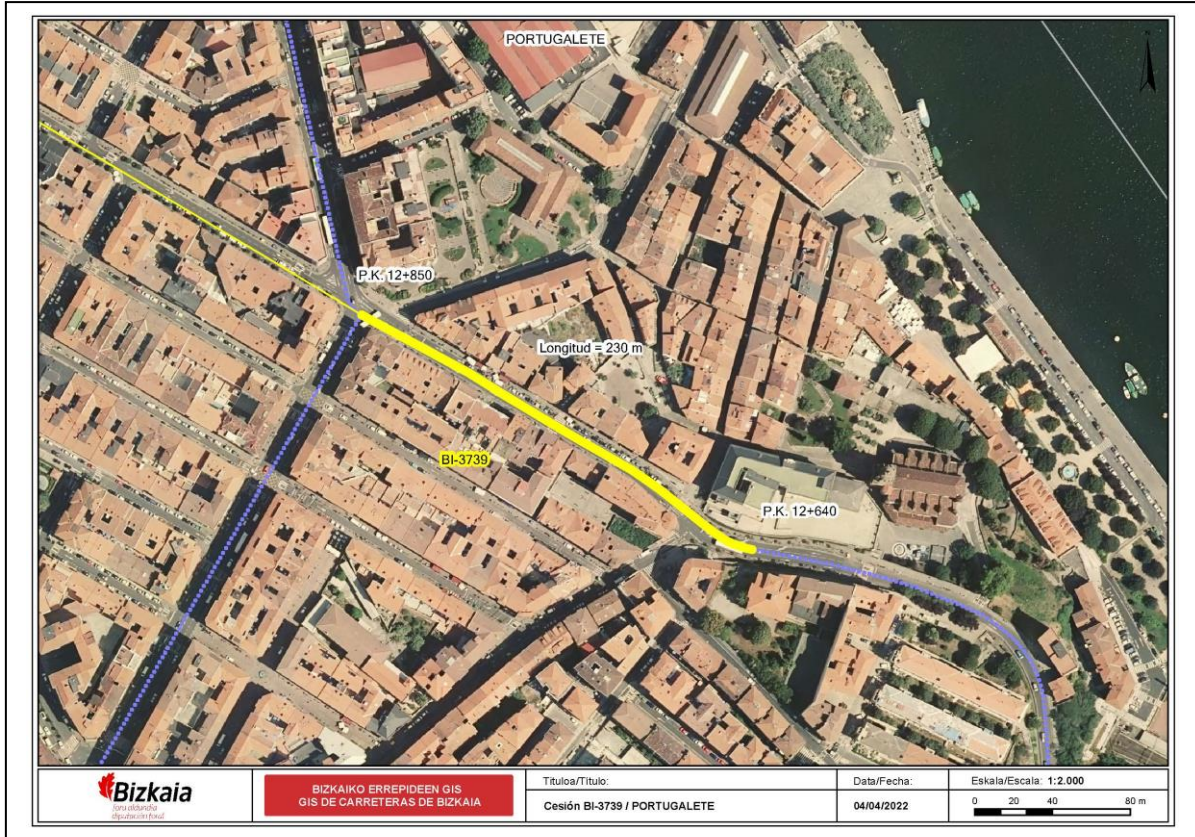 PORTUGALETE
P.K. 12+850
Longitud = 230 m
BI-3739
P.K. 12+640
Bizkaia
foru aldundia
diputación foral
BIZKAIKO ERREPIDEEN GIS
GIS DE CARRETERAS DE BIZKAIA
Tituloa/Título:
Cesión BI-3739 / PORTUGALETE
Data/Fecha:
04/04/2022
Eskala/Escala: 1:2.000
0 20 40 80 m